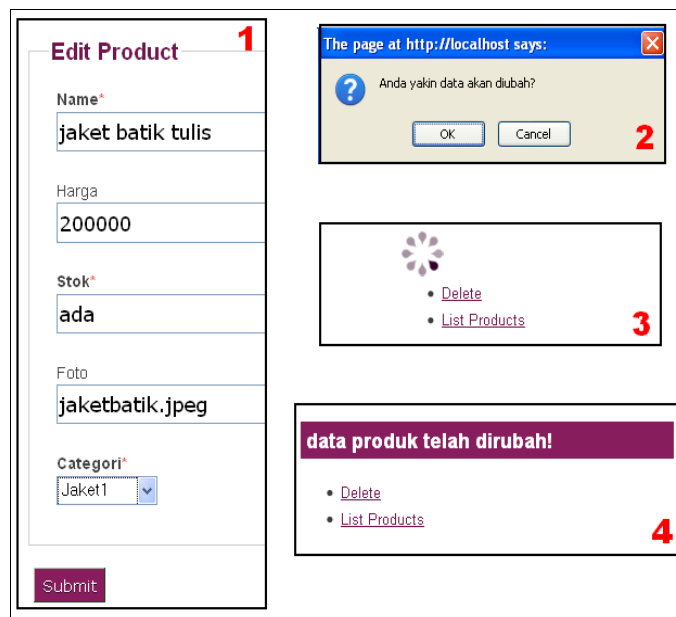 Edit Product
1
Name*
jaket batik tulis
Harga
200000
Stok*
ada
Foto
jaketbatik.jpeg
Categori*
Jaket1
Submit
The page at http://localhost says:
Anda yakin data akan diubah?
OK Cancel
2
Delete
List Products
3
data produk telah dirubah!
Delete
List Products
4